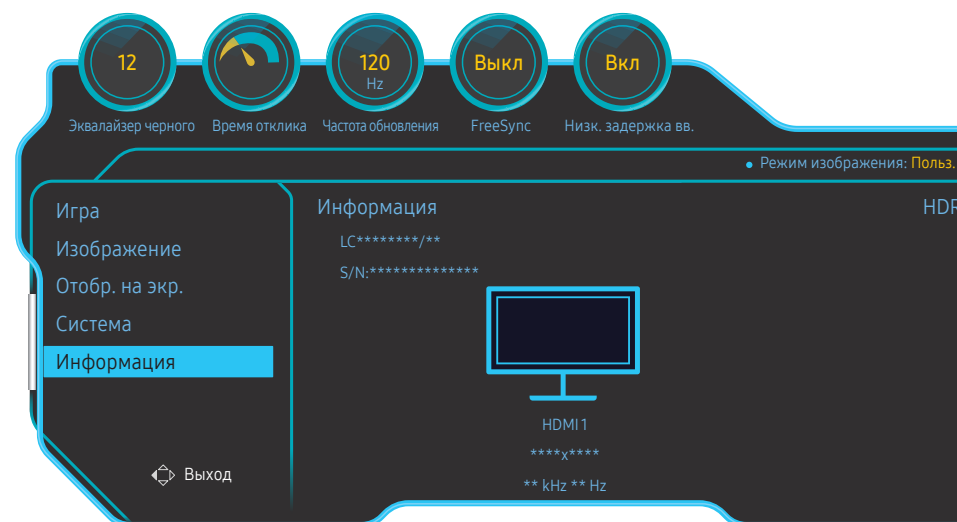 12
120
Hz
Выкл
Вкл
Эквалайзер черного
Время отклика
Частота обновления
FreeSync
Низк. задержка вв.
Режим изображения: Польз.
Игра
Изображение
Отобр. на экр.
Система
Информация
Выход
Информация
HDR
LC********/**
S/N:**************
HDMI 1
****x****
** kHz ** Hz